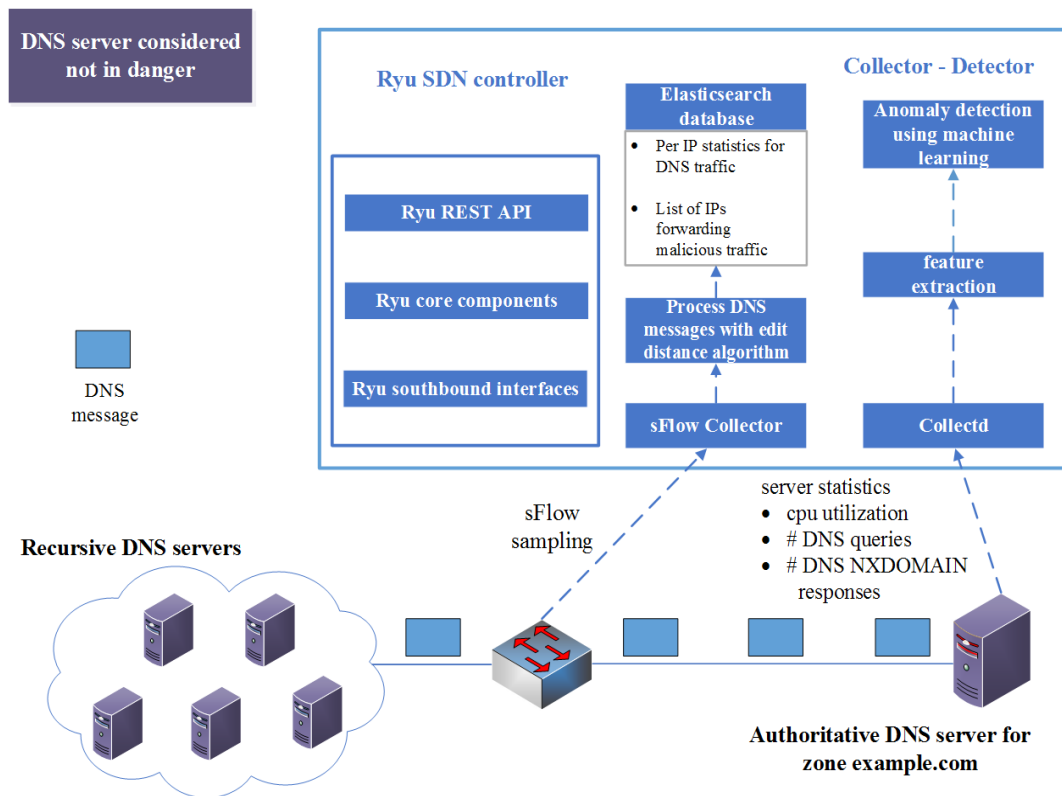 DNS server considered
not in danger
Ryu SDN controller
Ryu REST API
Ryu core components
Ryu southbound interfaces
Elasticsearch
database
• Per IP statistics for
DNS traffic
• List of IPs
forwarding
malicious traffic
Process DNS
messages with edit
distance algorithm
sFlow Collector
Collector - Detector
Anomaly detection
using machine
learning
feature
extraction
Collectd
DNS
message
sFlow
sampling
server statistics
• cpu utilization
• # DNS queries
• # DNS NXDOMAIN
responses
Recursive DNS servers
Authoritative DNS server for
zone example.com